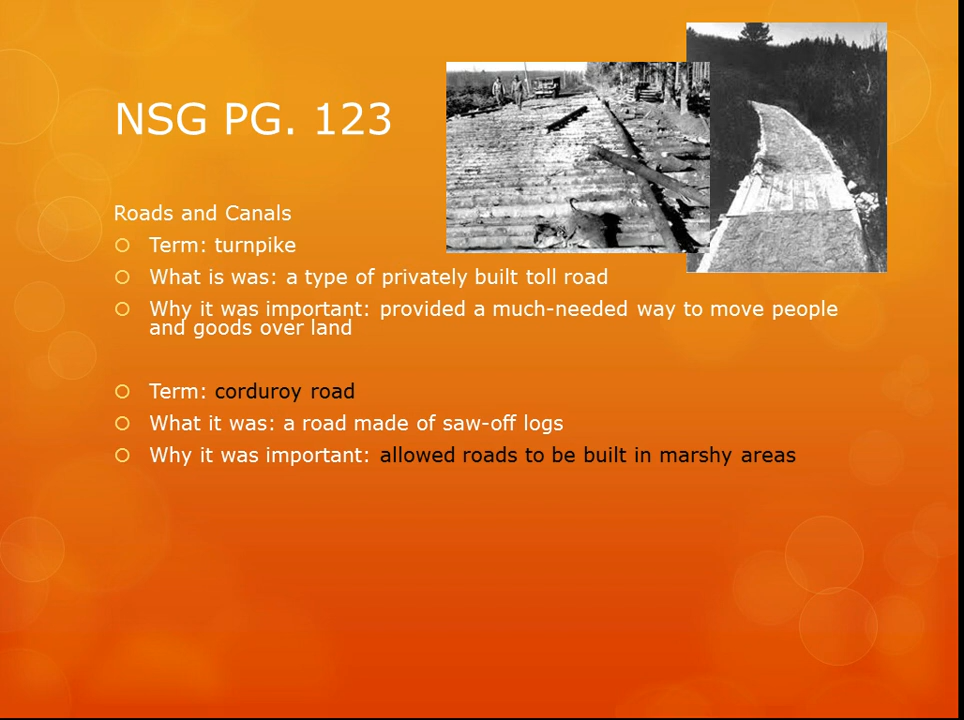 NSG PG. 123
Roads and Canals
Term: turnpike
What is was: a type of privately built toll road
Why it was important: provided a much-needed way to move people
and goods over land
Term: corduroy road
What it was: a road made of saw-off logs
Why it was important: allowed roads to be built in marshy areas